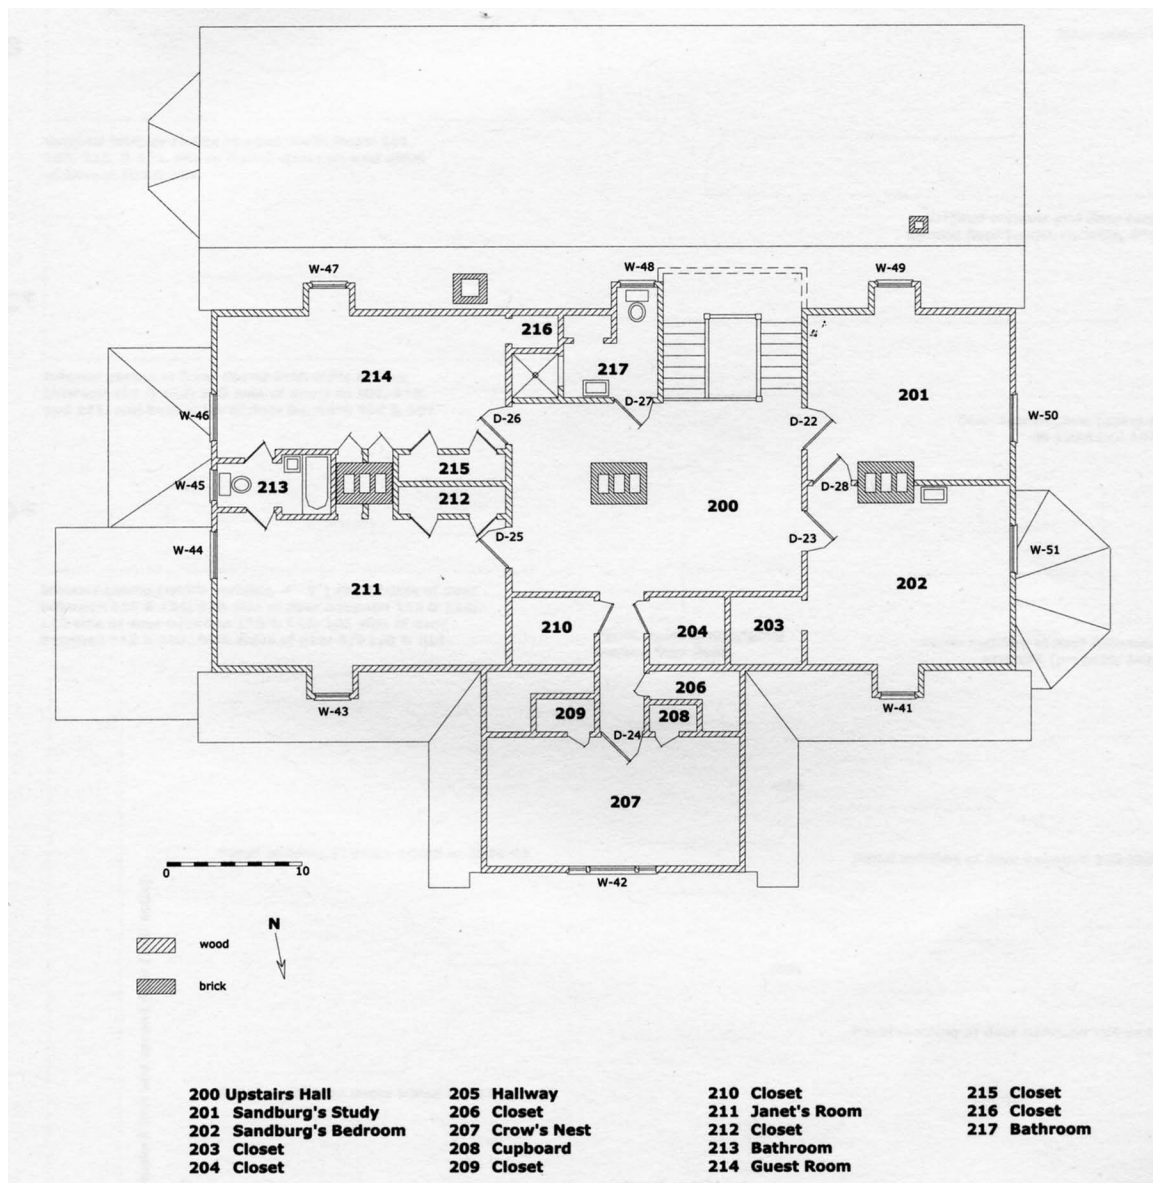 W-47
W-48
W-49
216
217
214
201
W-46
D-26
D-27
D-22
W-50
215
213
W-45
212
D-28
200
D-25
D-23
W-44
W-51
211
202
210
204
203
206
209
208
W-43
D-24
W-41
207
0 10
W-42
N
wood
brick
200 Upstairs Hall
201 Sandburg's Study
202 Sandburg's Bedroom
203 Closet
204 Closet
205 Hallway
206 Closet
207 Crow's Nest
208 Cupboard
209 Closet
210 Closet
211 Janet's Room
212 Closet
213 Bathroom
214 Guest Room
215 Closet
216 Closet
217 Bathroom